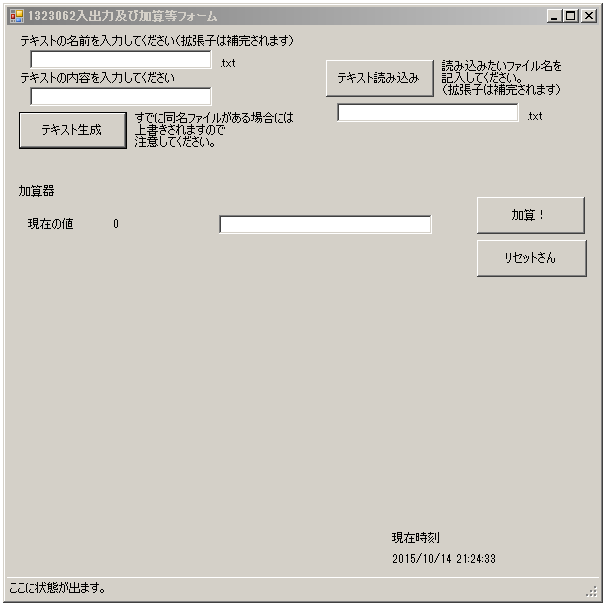 1323062入出力及び加算等フォーム
テキストの名前を入力してください(拡張子は補完されます)
.txt
テキストの内容を入力してください
テキスト生成
すでに同名ファイルがある場合には
上書きされますので
注意してください。
テキスト読み込み
読み込みたいファイル名を
記入してください。
(拡張子は補完されます)
.txt
加算器
現在の値
0
加算！
リセットさん
現在時刻
2015/10/14 21:24:33
ここに状態が出ます。